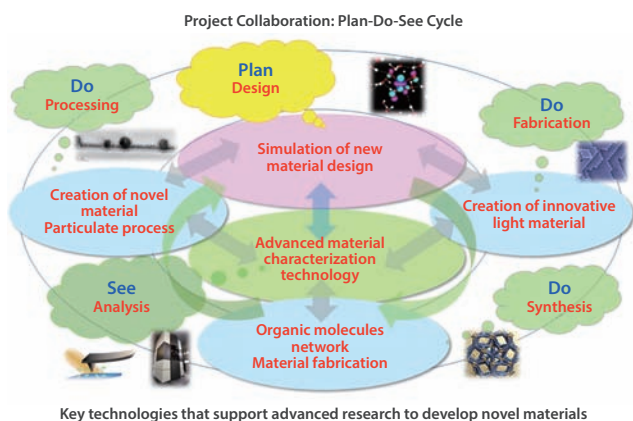 Project Collaboration: Plan-Do-See Cycle
Plan
Design
Do
Processing
Do
Fabrication
Simulation of new
material design
Creation of novel
material
Particulate process
Creation of innovative
light material
Advanced material
characterization
technology
See
Analysis
Do
Synthesis
Organic molecules
network
Material fabrication
Key technologies that support advanced research to develop novel materials